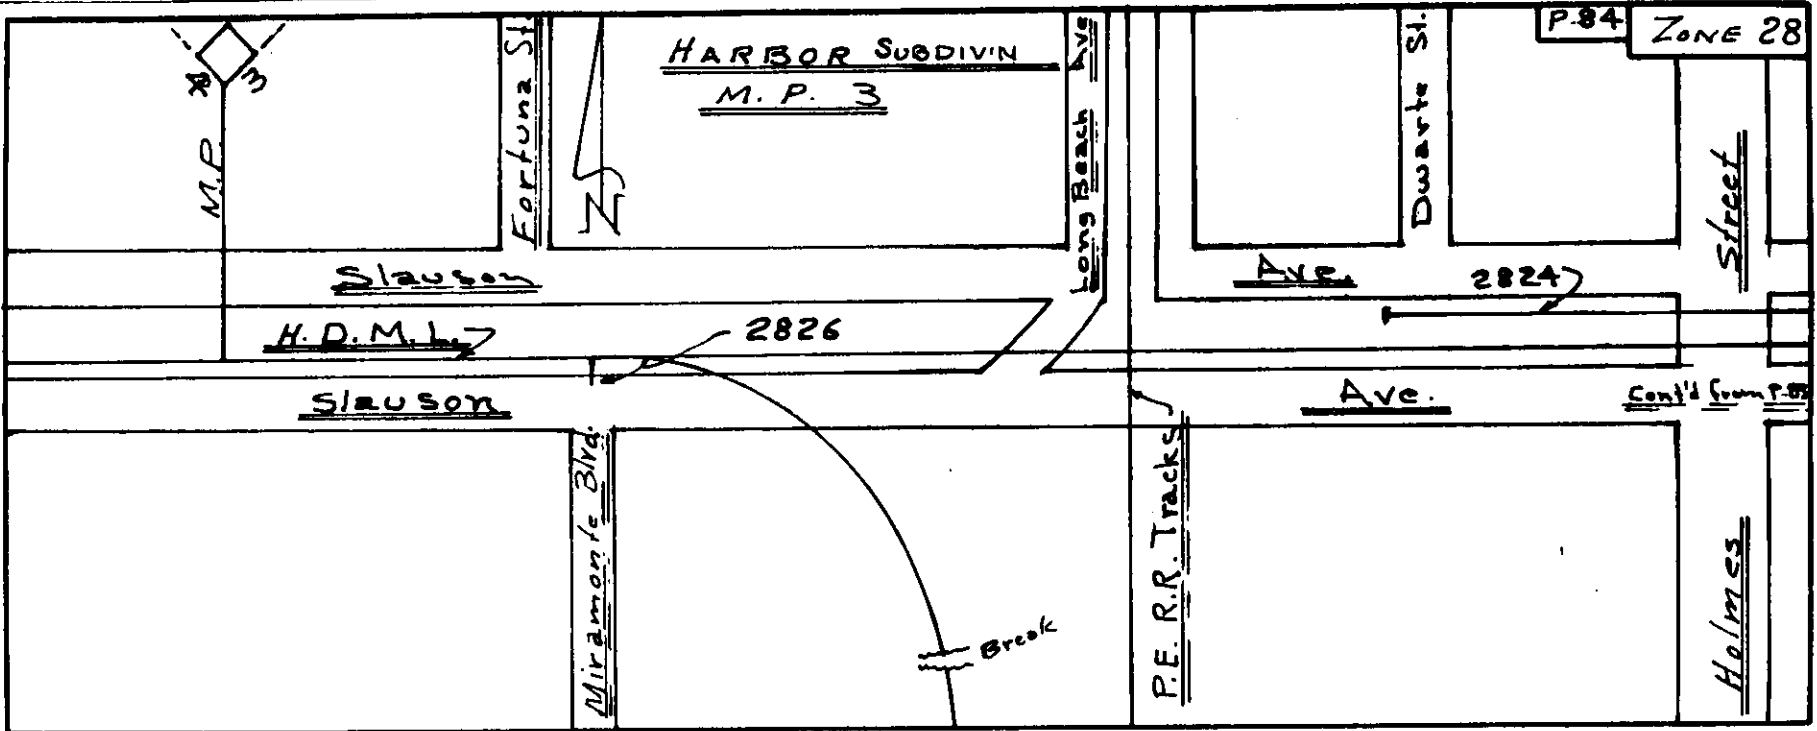 P-84
ZONE 28
HARBOR SUBDIVIN
M. P. 3
3
M.P.
Fortuna St.
N
Long Beach Ave
Duarte St.
Street
Slauson
Ave.
2824
H.D.M.L.
2826
Slauson
Ave.
Cont'd from
Miramonte Blvd.
P.E. R.R. Tracks
Break
Holmes